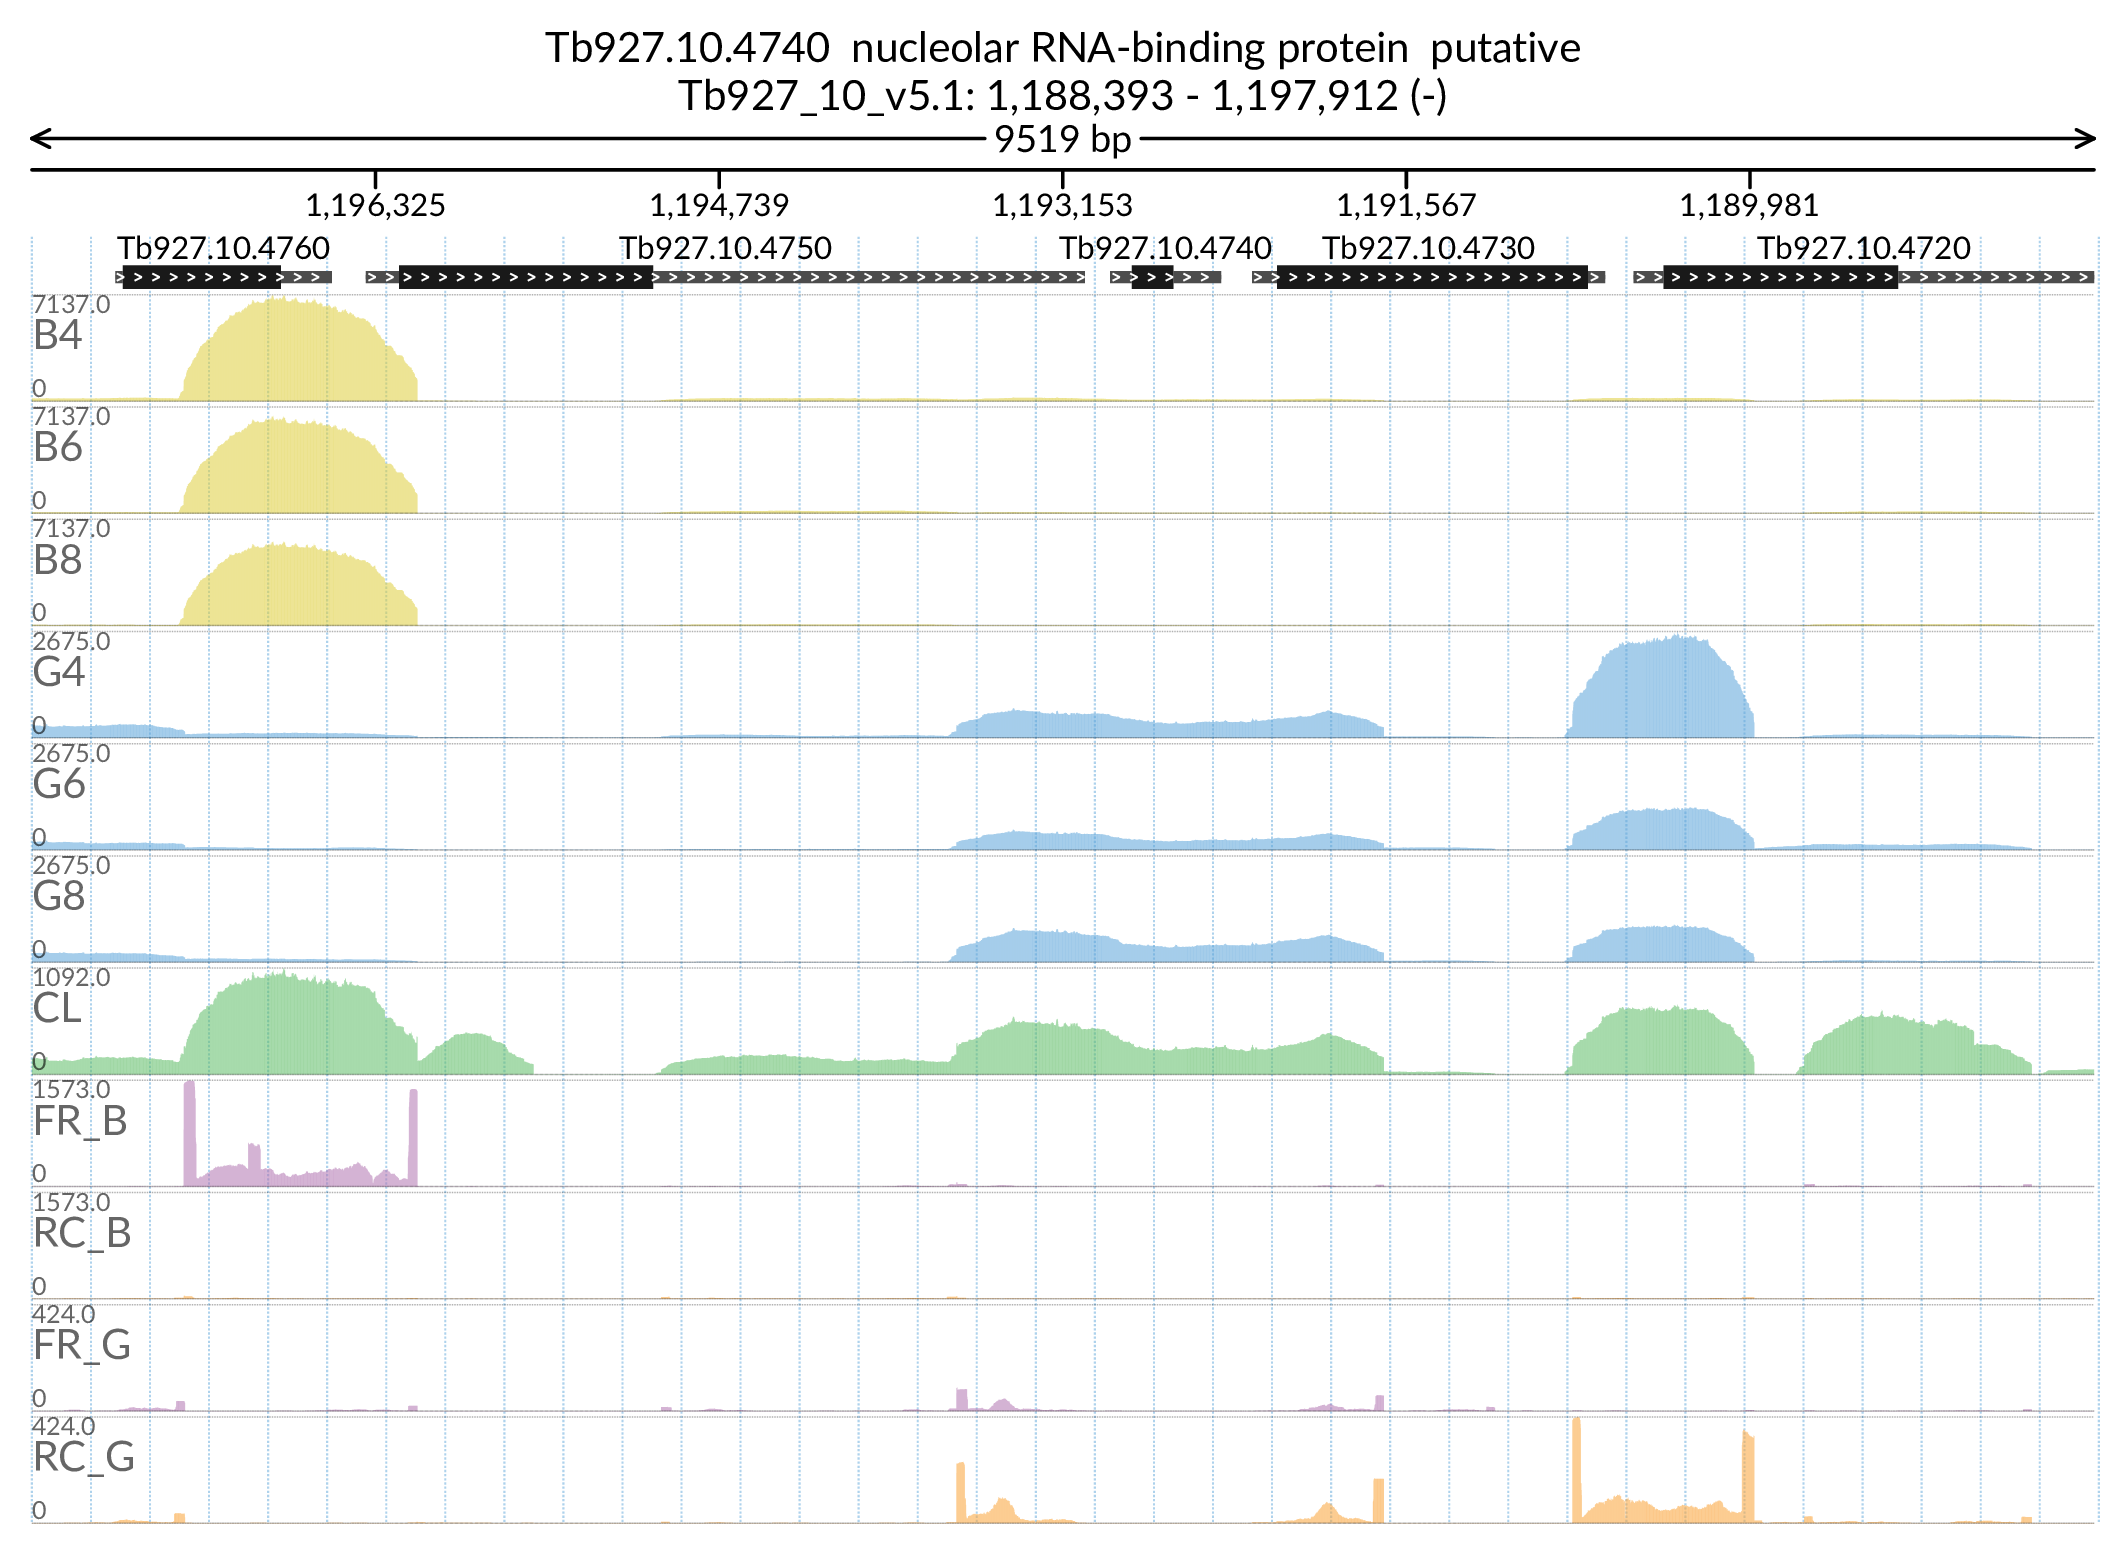 Tb927.10.4740 nucleolar RNA-binding protein putative
Tb927_10_v5.1: 1,188,393 - 1,197,912 (-)
9519 bp
1,196,325 1,194,739 1,193,153 1,191,567 1,189,981
Tb927.10.4760 Tb927.10.4750 Tb927.10.4740 Tb927.10.4730 Tb927.10.4720
7137.0
B4
0
7137.0
B6
0
7137.0
B8
0
2675.0
G4
0
2675.0
G6
0
2675.0
G8
0
1092.0
CL
0
1573.0
FR_B
0
1573.0
RC_B
0
424.0
FR_G
0
424.0
RC_G
0